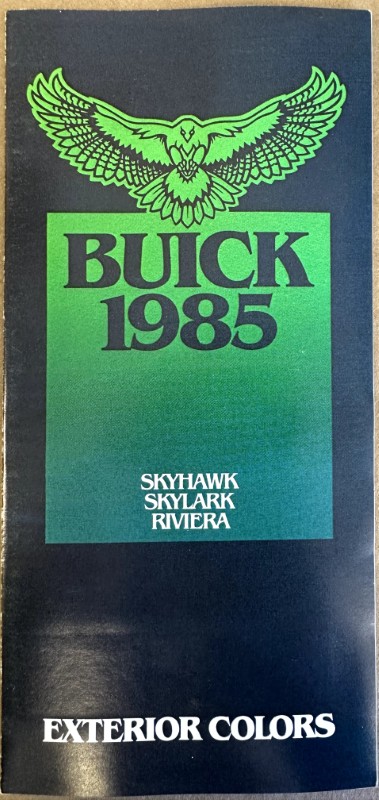 BUICK
1985
SKYHAWK
SKYLARK
RIVIERA
EXTERIOR COLORS